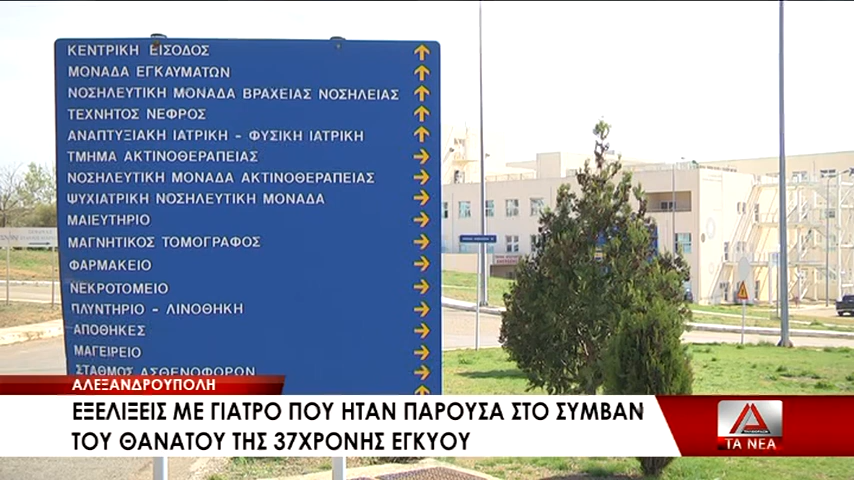 ΚΕΝΤΡΙΚΗ ΕΙΣΟΔΟΣ
ΜΟΝΑΔΑ ΕΓΚΑΥΜΑΤΩΝ
ΝΟΣΗΛΕΥΤΙΚΗ ΜΟΝΑΔΑ ΒΡΑΧΕΙΑΣ ΝΟΣΗΛΕΙΑΣ
ΤΕΧΝΗΤΟΣ ΝΕΦΡΟΣ
ΑΝΑΠΤΥΞΙΑΚΗ ΙΑΤΡΙΚΗ - ΦΥΣΙΚΗ ΙΑΤΡΙΚΗ
ΤΜΗΜΑ ΑΚΤΙΝΟΘΕΡΑΠΕΙΑΣ
ΝΟΣΗΛΕΥΤΙΚΗ ΜΟΝΑΔΑ ΑΚΤΙΝΟΘΕΡΑΠΕΙΑΣ
ΨΥΧΙΑΤΡΙΚΗ ΝΟΣΗΛΕΥΤΙΚΗ ΜΟΝΑΔΑ
ΜΑΙΕΥΤΗΡΙΟ
ΜΑΓΝΗΤΙΚΟΣ ΤΟΜΟΓΡΑΦΟΣ
ΦΑΡΜΑΚΕΙΟ
ΝΕΚΡΟΤΟΜΕΙΟ
ΠΛΥΝΤΗΡΙΟ - ΛΙΝΟΘΗΚΗ
ΑΠΟΘΗΚΕΣ
ΜΑΓΕΙΡΕΙΟ
ΣΤΑΘΜΟΣ ΑΣΘΕΝΟΦΟΡΩΝ
ΑΛΕΞΑΝΔΡΟΥΠΟΛΗ
ΕΞΕΛΙΞΕΙΣ ΜΕ ΓΙΑΤΡΟ ΠΟΥ ΗΤΑΝ ΠΑΡΟΥΣΑ ΣΤΟ ΣΥΜΒΑΝ
ΤΟΥ ΘΑΝΑΤΟΥ ΤΗΣ 37ΧΡΟΝΗΣ ΕΓΚΥΟΥ
ΤΗΛΕΟΡΑΣΗ
ΤΑ ΝΕΑ